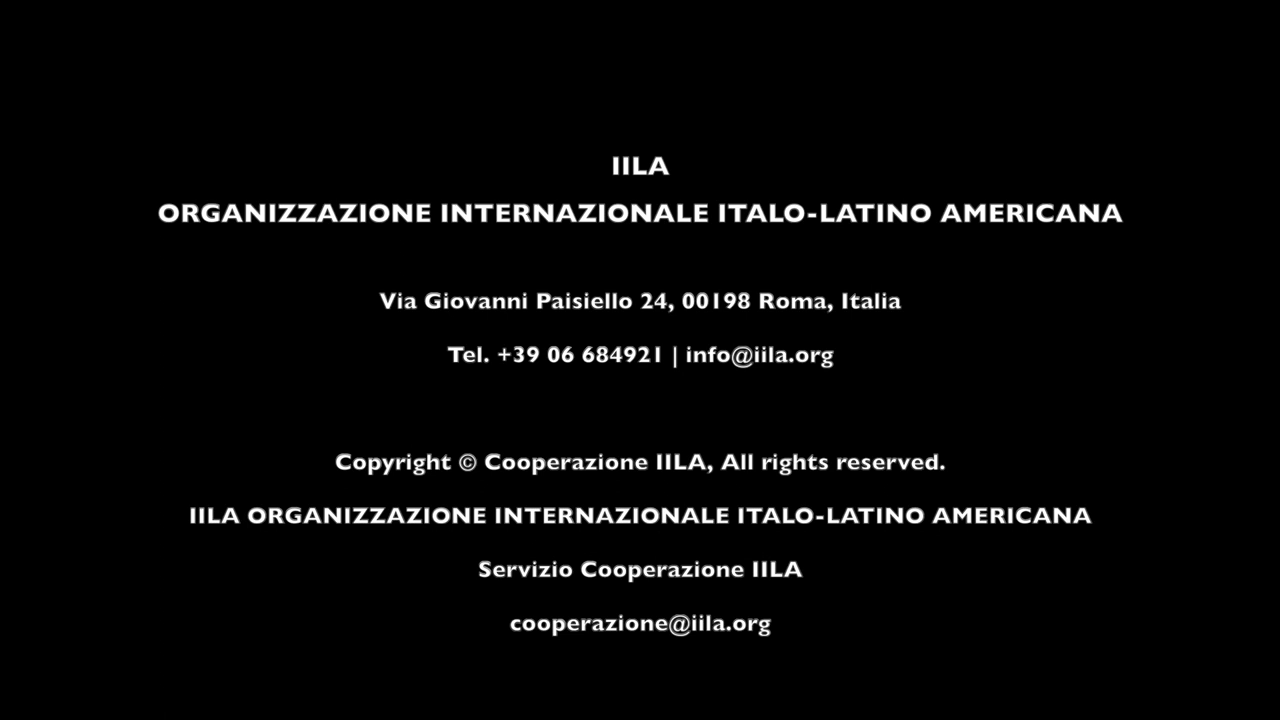 IILA
ORGANIZZAZIONE INTERNAZIONALE ITALO-LATINO AMERICANA
Via Giovanni Paisiello 24, 00198 Roma, Italia
Tel. +39 06 684921 | info@iila.org
Copyright © Cooperazione IILA, All rights reserved.
IILA ORGANIZZAZIONE INTERNAZIONALE ITALO-LATINO AMERICANA
Servizio Cooperazione IILA
cooperazione@iila.org